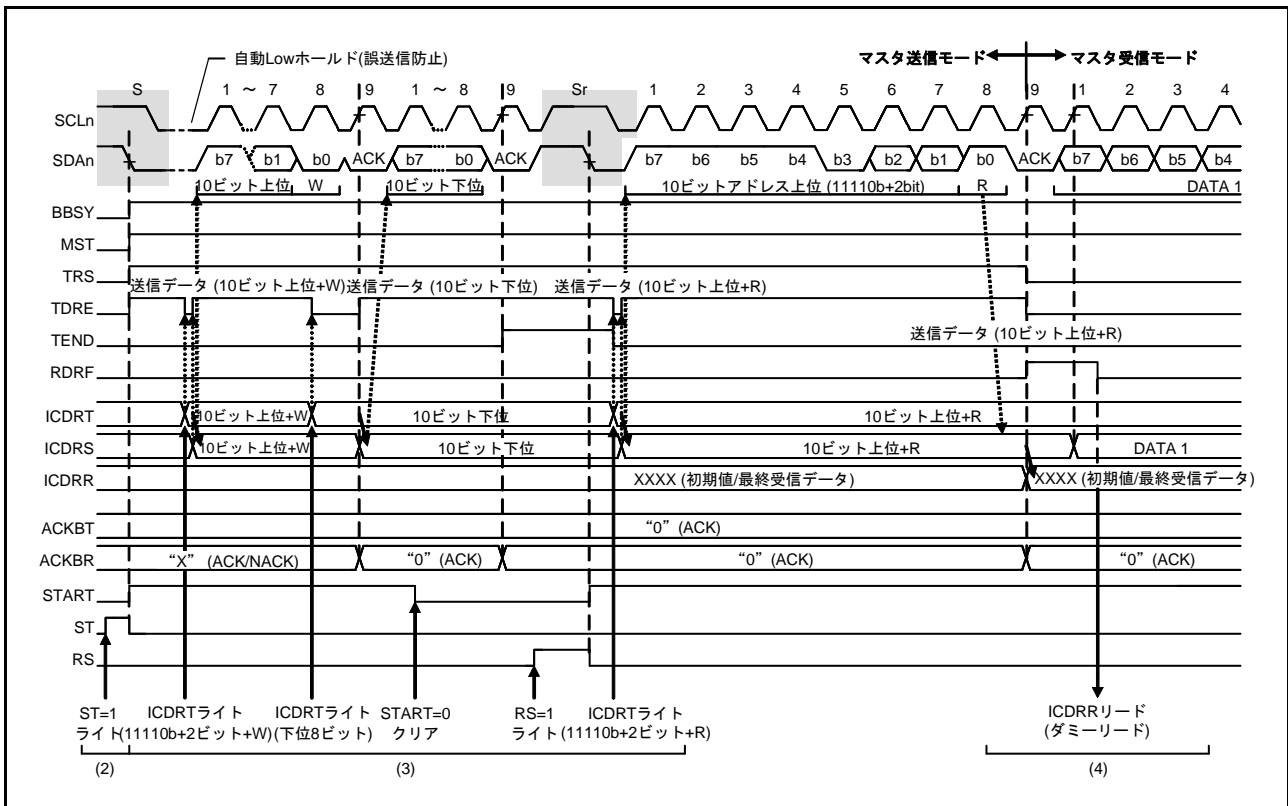 自動Lowホールド(誤送信防止)
マスタ送信モード マスタ受信モード
S 1 ～ 7 8 9 1 ～ 8 9 Sr 1 2 3 4 5 6 7 8 9 1 2 3 4
SCLn
SDAn b7 b1 b0 ACK b7 b0 ACK b7 b6 b5 b4 b3 b2 b1 b0 ACK b7 b6 b5 b4
10ビット上位 W 10ビット下位 10ビットアドレス上位 (11110b+2bit) R DATA 1
BBSY
MST
TRS
送信データ (10ビット上位+W) 送信データ (10ビット下位) 送信データ (10ビット上位+R)
TDRE
TEND 送信データ (10ビット上位+R)
RDRF
ICDRT 10ビット上位+W 10ビット下位 10ビット上位+R
ICDRS 10ビット上位+W 10ビット下位 10ビット上位+R DATA 1
ICDRR XXXX (初期値/最終受信データ) XXXX (初期値/最終受信データ)
ACKBT “0” (ACK)
ACKBR “X” (ACK/NACK) “0” (ACK) “0” (ACK) “0” (ACK)
START
ST
RS
ST=1 ICDRTライト ICDRTライト START=0 RS=1 ICDRTライト ICDRRリード
ライト (11110b+2ビット+W) (下位8ビット) クリア ライト (11110b+2ビット+R) (ダミーリード)
(2) (3) (4)